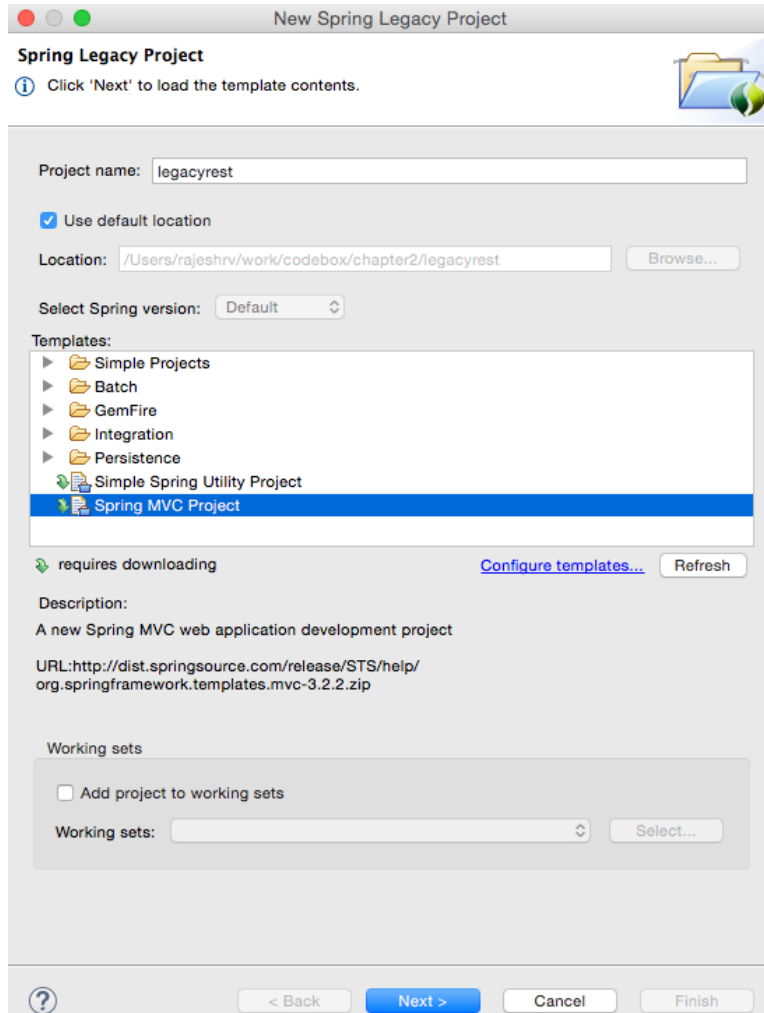 New Spring Legacy Project
Spring Legacy Project
Click 'Next' to load the template contents.
Project name: legacyrest
Use default location
Location: /Users/rajeshrv/work/codebox/chapter2/legacyrest Browse...
Select Spring version: Default
Templates:
Simple Projects
Batch
GemFire
Integration
Persistence
Simple Spring Utility Project
Spring MVC Project
requires downloading Configure templates... Refresh
Description:
A new Spring MVC web application development project
URL:http://dist.springsource.com/release/STS/help/
org.springframework.templates.mvc-3.2.2.zip
Working sets
Add project to working sets
Working sets: Select...
? < Back Next > Cancel Finish